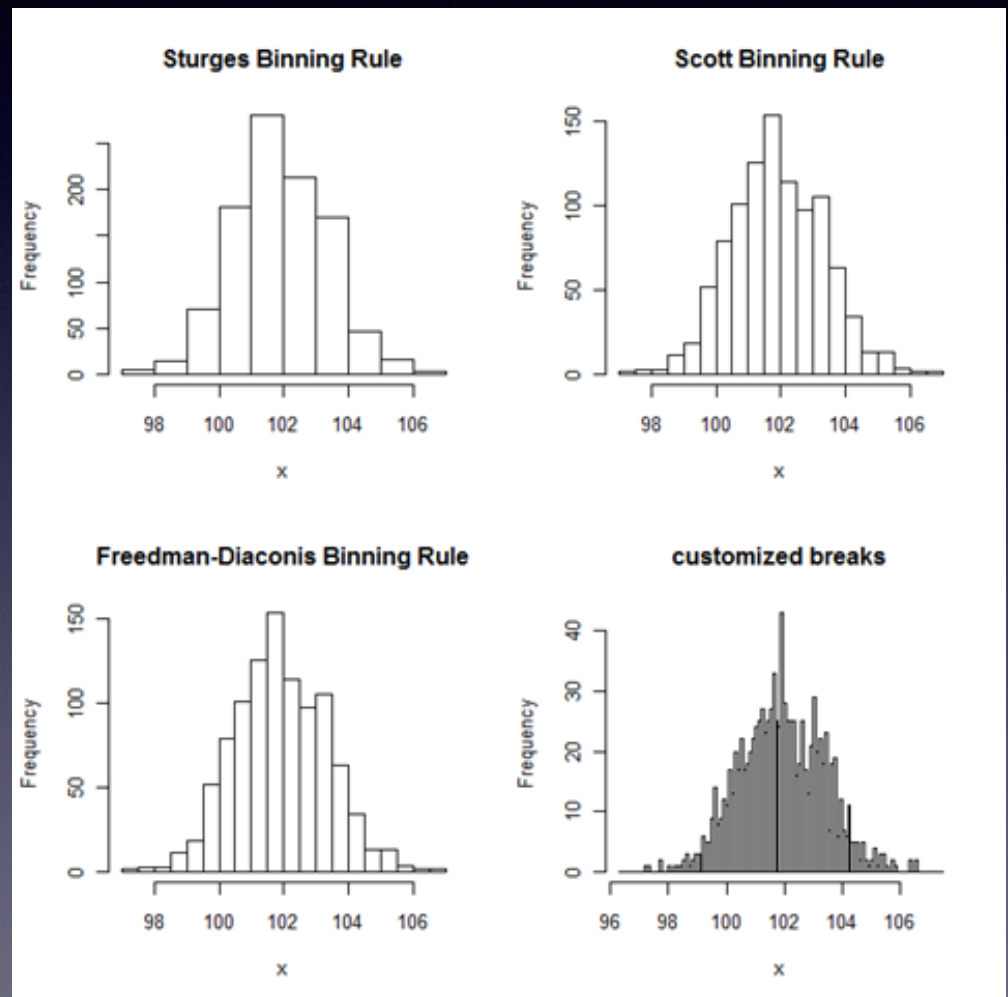 Sturges Binning Rule
Frequency
0 50 100 200
98 100 102 104 106
x
Scott Binning Rule
Frequency
0 50 100 150
98 100 102 104 106
x
Freedman-Diaconis Binning Rule
Frequency
0 50 100 150
98 100 102 104 106
x
customized breaks
Frequency
0 10 20 30 40
96 98 100 102 104 106
x